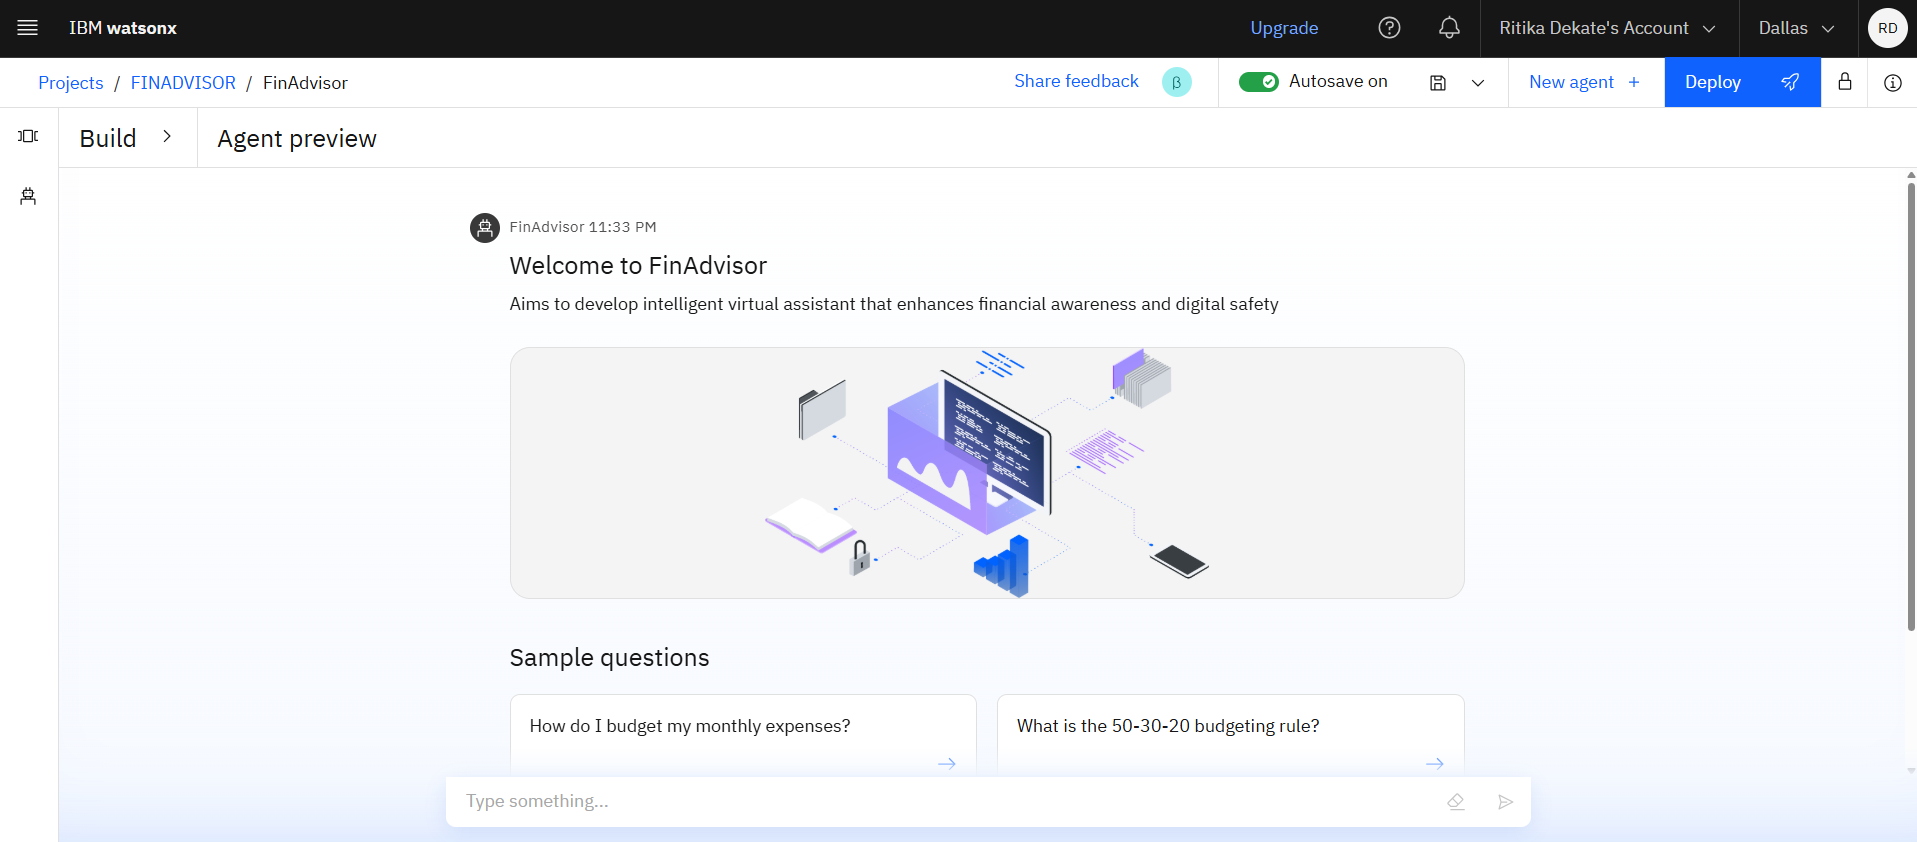 IBM watsonx
Upgrade
Ritika Dekate's Account
Dallas
RD
Projects / FINADVISOR / FinAdvisor
Share feedback
β
Autosave on
New agent +
Deploy
Build
Agent preview
FinAdvisor 11:33 PM
Welcome to FinAdvisor
Aims to develop intelligent virtual assistant that enhances financial awareness and digital safety
Sample questions
How do I budget my monthly expenses?
What is the 50-30-20 budgeting rule?
Type something...